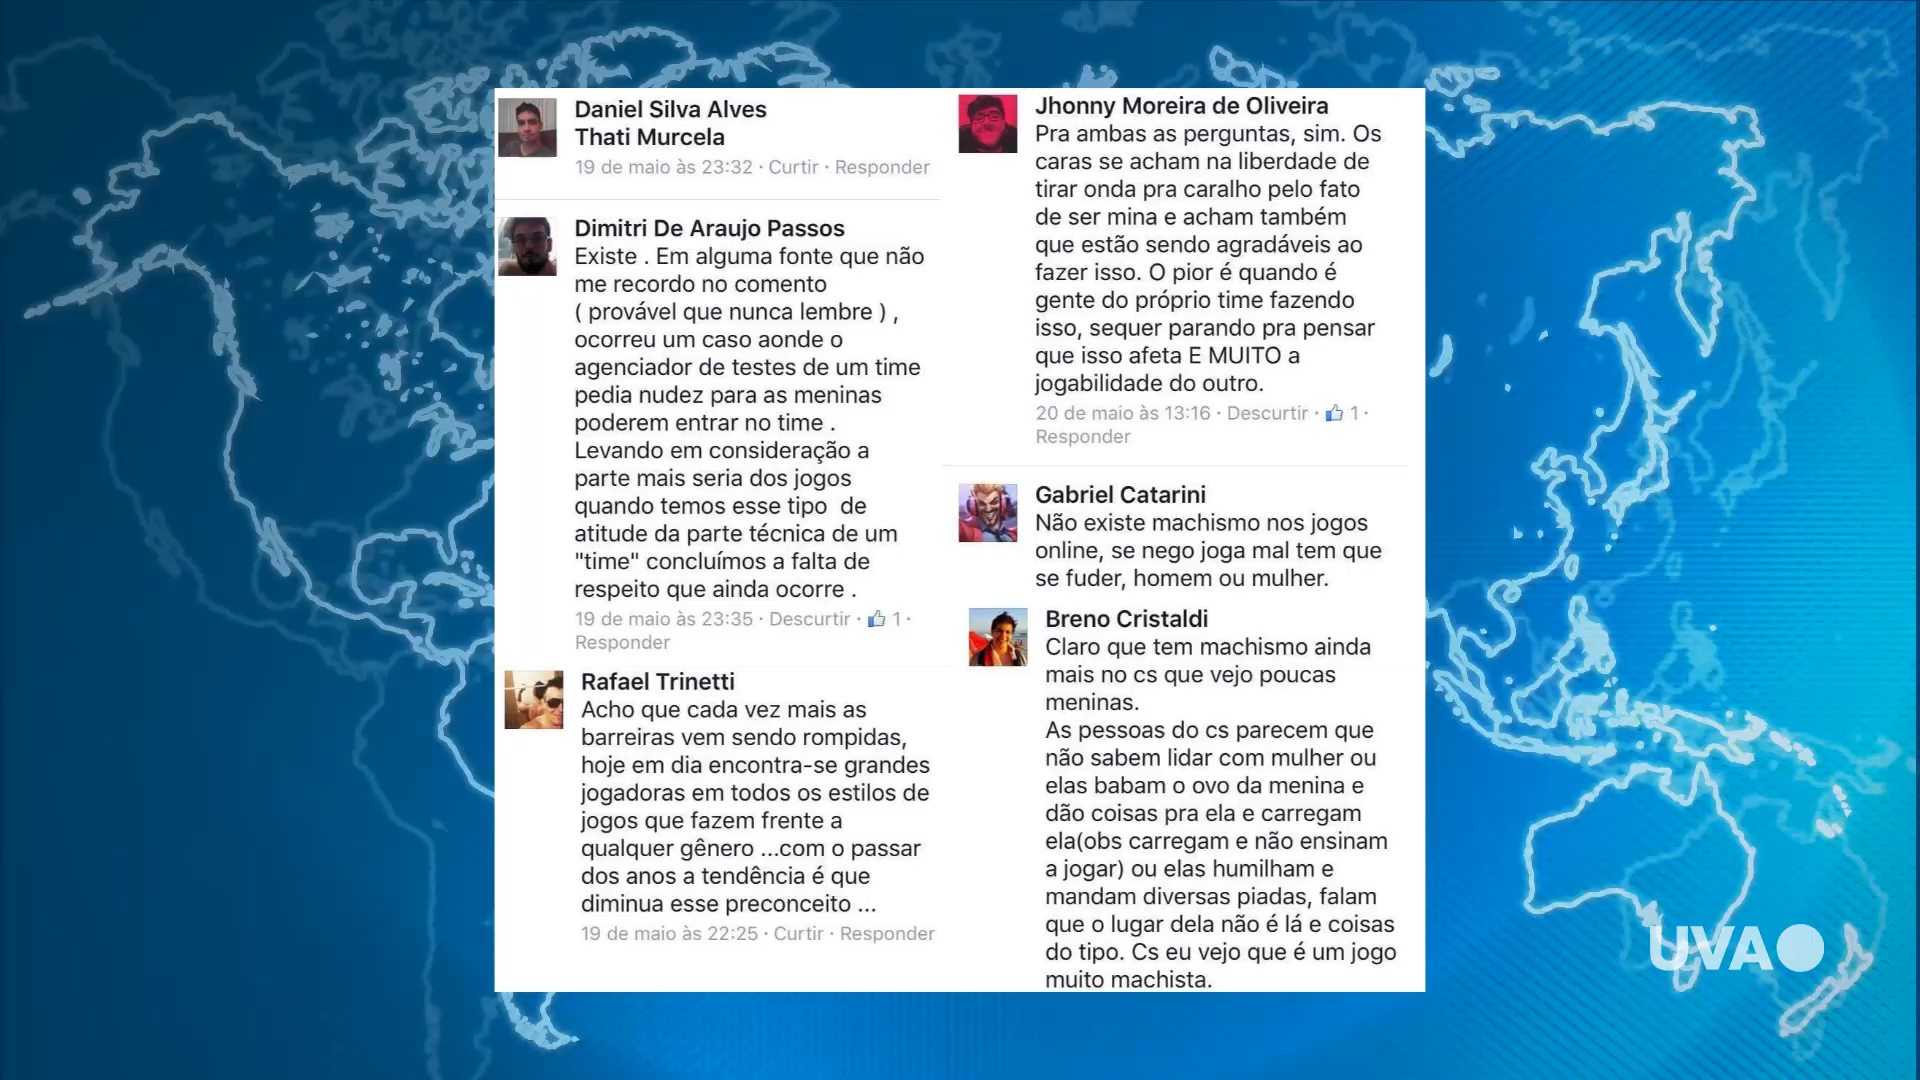 Daniel Silva Alves
Thati Murcela
19 de maio às 23:32 · Curtir · Responder
Dimitri De Araujo Passos
Existe . Em alguma fonte que não
me recordo no comento
( provável que nunca lembre ) ,
ocorreu um caso aonde o
agenciador de testes de um time
pedia nudez para as meninas
poderem entrar no time .
Levando em consideração a
parte mais seria dos jogos
quando temos esse tipo  de
atitude da parte técnica de um
"time" concluímos a falta de
respeito que ainda ocorre .
19 de maio às 23:35 · Descurtir · 1 ·
Responder
Rafael Trinetti
Acho que cada vez mais as
barreiras vem sendo rompidas,
hoje em dia encontra-se grandes
jogadoras em todos os estilos de
jogos que fazem frente a
qualquer gênero ...com o passar
dos anos a tendência é que
diminua esse preconceito ...
19 de maio às 22:25 · Curtir · Responder
Jhonny Moreira de Oliveira
Pra ambas as perguntas, sim. Os
caras se acham na liberdade de
tirar onda pra caralho pelo fato
de ser mina e acham também
que estão sendo agradáveis ao
fazer isso. O pior é quando é
gente do próprio time fazendo
isso, sequer parando pra pensar
que isso afeta E MUITO a
jogabilidade do outro.
20 de maio às 13:16 · Descurtir · 1 ·
Responder
Gabriel Catarini
Não existe machismo nos jogos
online, se nego joga mal tem que
se fuder, homem ou mulher.
Breno Cristaldi
Claro que tem machismo ainda
mais no cs que vejo poucas
meninas.
As pessoas do cs parecem que
não sabem lidar com mulher ou
elas babam o ovo da menina e
dão coisas pra ela e carregam
ela(obs carregam e não ensinam
a jogar) ou elas humilham e
mandam diversas piadas, falam
que o lugar dela não é lá e coisas
do tipo. Cs eu vejo que é um jogo
muito machista.
UVA